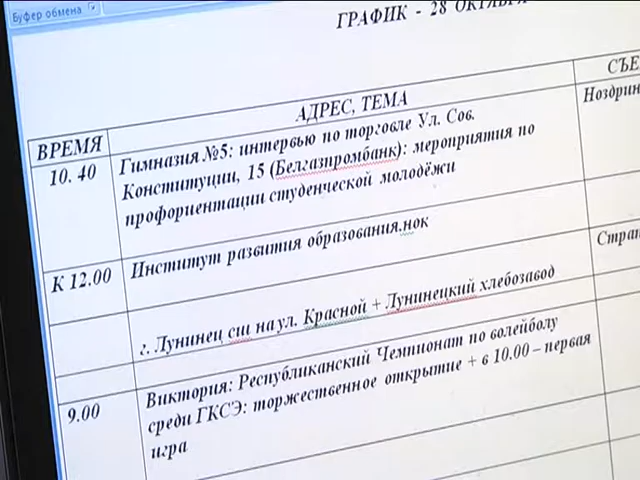 Буфер обмена
ГРАФИК - 28 ОКТЯБРЯ
ВРЕМЯ
АДРЕС, ТЕМА
СЪЕ
10. 40
Гимназия №5: интервью по торговле Ул. Сов.
Конституции, 15 (Белгазпромбанк): мероприятия по
профориентации студенческой молодёжи
Ноздрин
К 12.00
Институт развития образования.нок
Стран
г. Лунинец сш на ул. Красной + Лунинецкий хлебозавод
9.00
Виктория: Республиканский Чемпионат по волейболу
среди ГКСЭ: торжественное открытие + в 10.00 – первая
игра